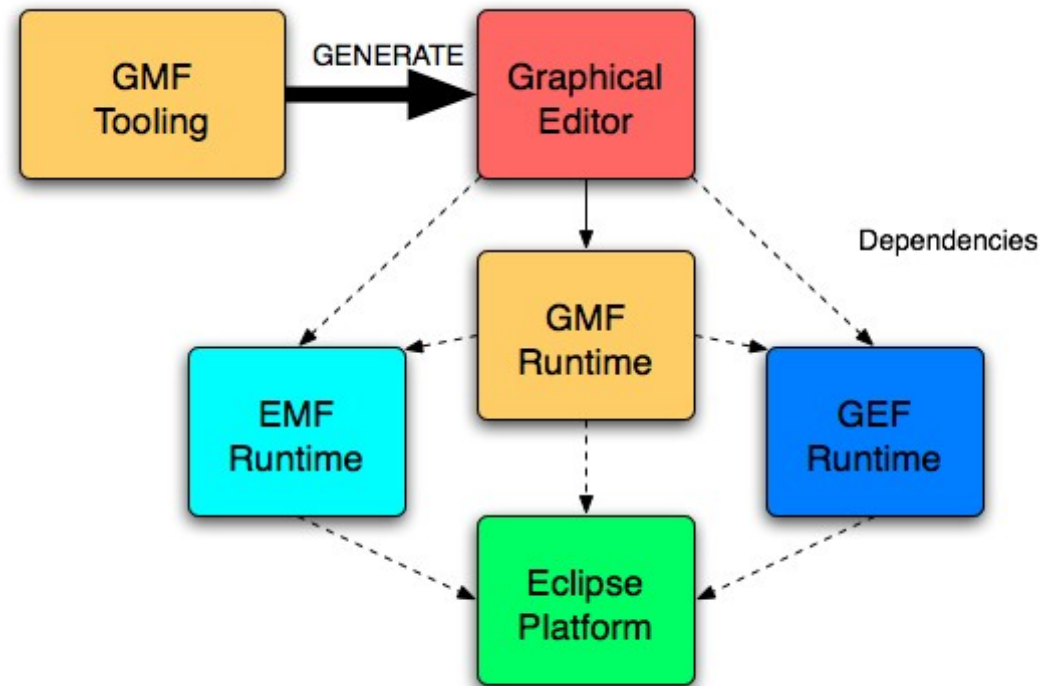 GMF
Tooling
GENERATE
Graphical
Editor
Dependencies
GMF
Runtime
EMF
Runtime
GEF
Runtime
Eclipse
Platform